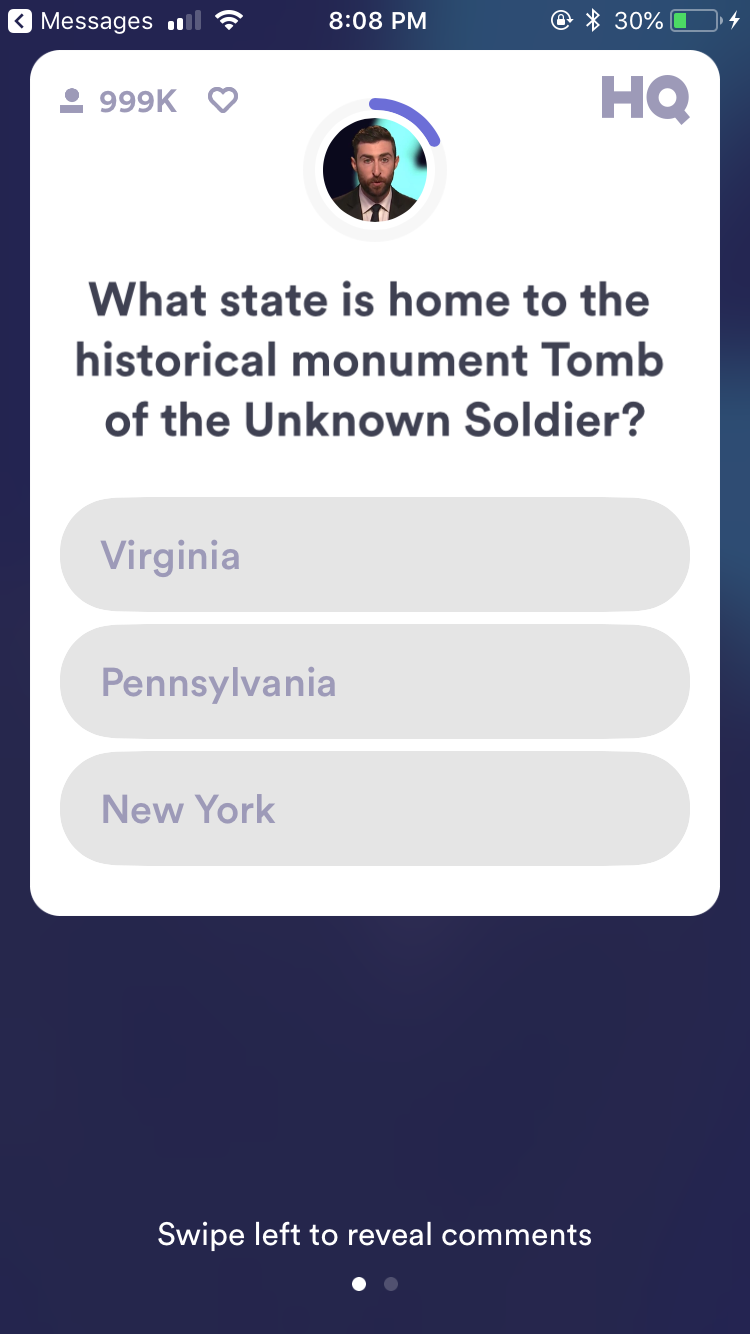 Messages 8:08 PM 30%
999K HQ
What state is home to the
historical monument Tomb
of the Unknown Soldier?
Virginia
Pennsylvania
New York
Swipe left to reveal comments